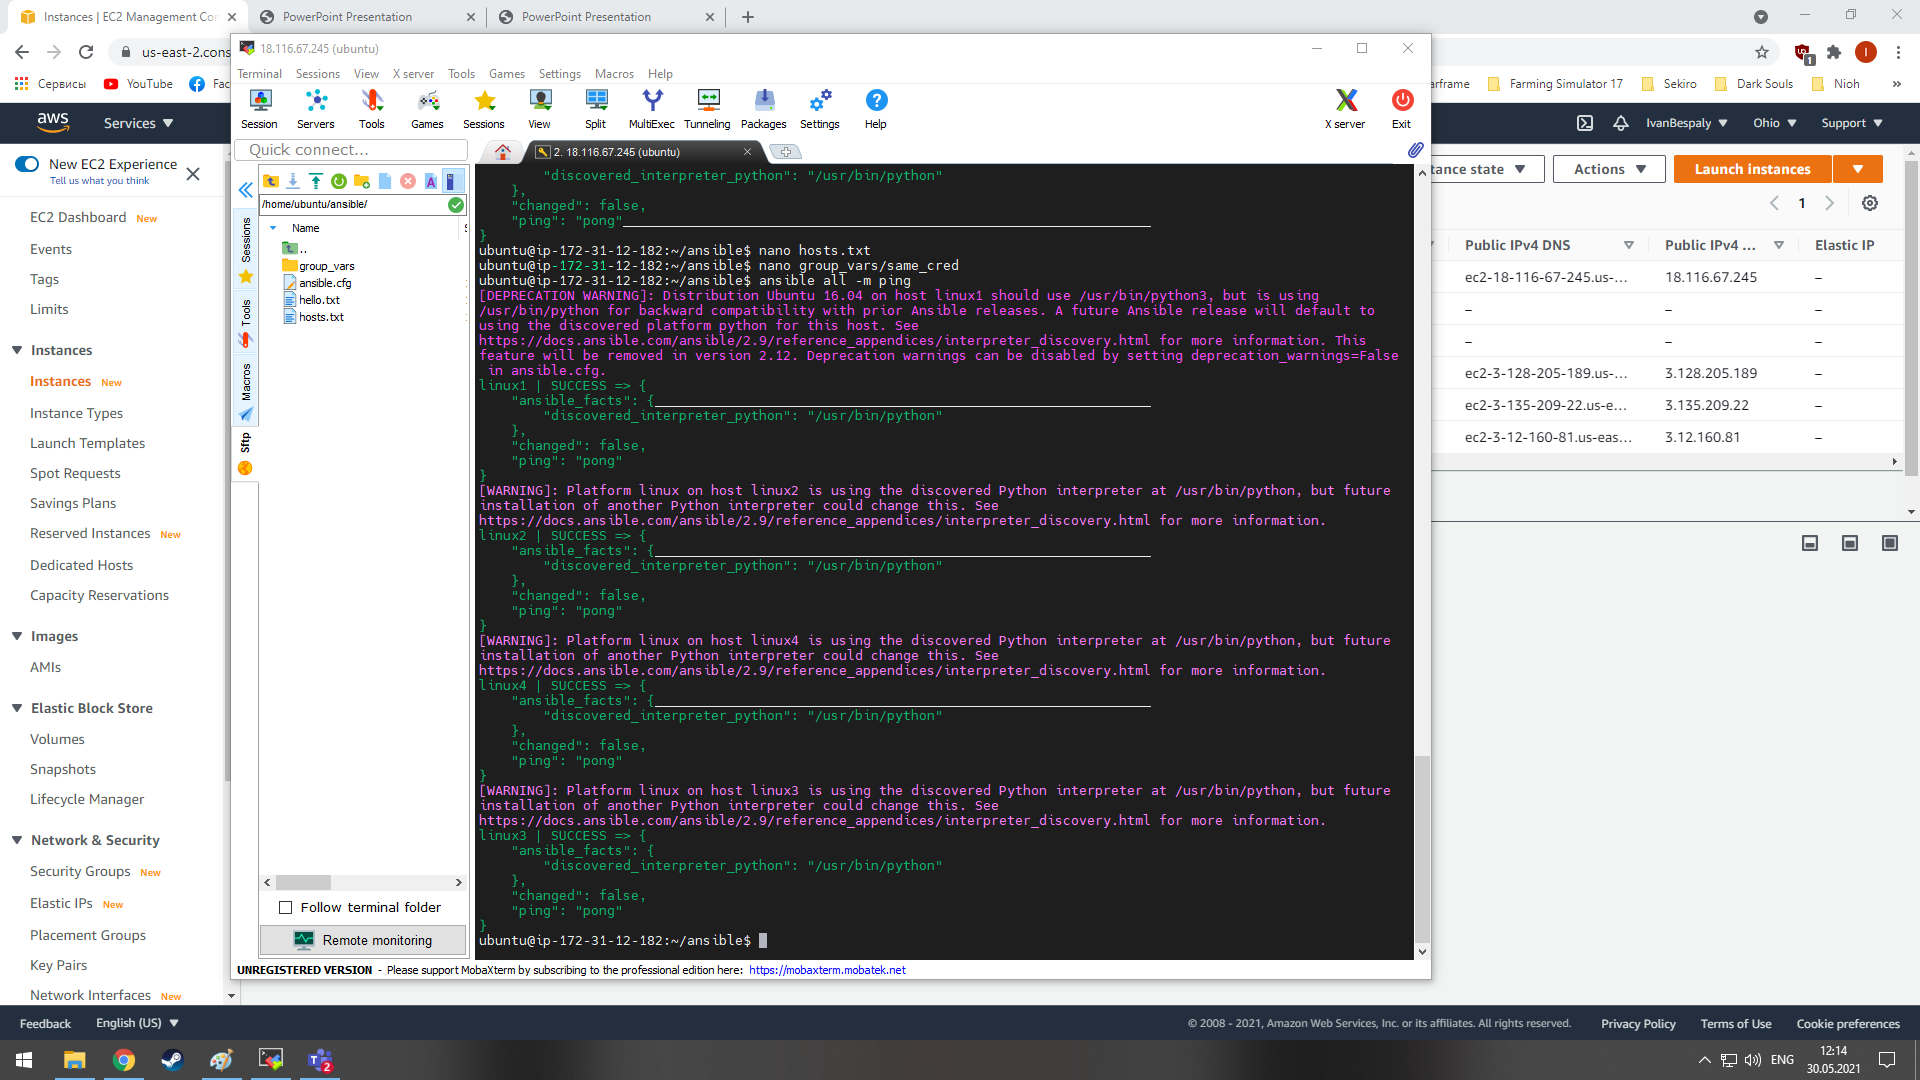 Instances | EC2 Management Con
PowerPoint Presentation
PowerPoint Presentation
us-east-2.cons
Сервисы
YouTube
Fac
arframe
Farming Simulator 17
Sekiro
Dark Souls
Nioh
aws
Services
IvanBespaly
Ohio
Support
New EC2 Experience
Tell us what you think
EC2 Dashboard New
Events
Tags
Limits
Instances
Instances New
Instance Types
Launch Templates
Spot Requests
Savings Plans
Reserved Instances New
Dedicated Hosts
Capacity Reservations
Images
AMIs
Elastic Block Store
Volumes
Snapshots
Lifecycle Manager
Network & Security
Security Groups New
Elastic IPs New
Placement Groups
Key Pairs
Network Interfaces New
18.116.67.245 (ubuntu)
Terminal Sessions View X server Tools Games Settings Macros Help
Session Servers Tools Games Sessions View Split MultiExec Tunneling Packages Settings Help X server Exit
Quick connect...
2. 18.116.67.245 (ubuntu)
/home/ubuntu/ansible/
Name
..
group_vars
ansible.cfg
hello.txt
hosts.txt
Sessions
Tools
Macros
Sftp
Follow terminal folder
Remote monitoring
"discovered_interpreter_python": "/usr/bin/python"
},
"changed": false,
"ping": "pong"
}
ubuntu@ip-172-31-12-182:~/ansible$ nano hosts.txt
ubuntu@ip-172-31-12-182:~/ansible$ nano group_vars/same_cred
ubuntu@ip-172-31-12-182:~/ansible$ ansible all -m ping
[DEPRECATION WARNING]: Distribution Ubuntu 16.04 on host linux1 should use /usr/bin/python3, but is using
/usr/bin/python for backward compatibility with prior Ansible releases. A future Ansible release will default to
using the discovered platform python for this host. See
https://docs.ansible.com/ansible/2.9/reference_appendices/interpreter_discovery.html for more information. This
feature will be removed in version 2.12. Deprecation warnings can be disabled by setting deprecation_warnings=False
in ansible.cfg.
linux1 | SUCCESS => {
"ansible_facts": {
"discovered_interpreter_python": "/usr/bin/python"
},
"changed": false,
"ping": "pong"
}
[WARNING]: Platform linux on host linux2 is using the discovered Python interpreter at /usr/bin/python, but future
installation of another Python interpreter could change this. See
https://docs.ansible.com/ansible/2.9/reference_appendices/interpreter_discovery.html for more information.
linux2 | SUCCESS => {
"ansible_facts": {
"discovered_interpreter_python": "/usr/bin/python"
},
"changed": false,
"ping": "pong"
}
[WARNING]: Platform linux on host linux4 is using the discovered Python interpreter at /usr/bin/python, but future
installation of another Python interpreter could change this. See
https://docs.ansible.com/ansible/2.9/reference_appendices/interpreter_discovery.html for more information.
linux4 | SUCCESS => {
"ansible_facts": {
"discovered_interpreter_python": "/usr/bin/python"
},
"changed": false,
"ping": "pong"
}
[WARNING]: Platform linux on host linux3 is using the discovered Python interpreter at /usr/bin/python, but future
installation of another Python interpreter could change this. See
https://docs.ansible.com/ansible/2.9/reference_appendices/interpreter_discovery.html for more information.
linux3 | SUCCESS => {
"ansible_facts": {
"discovered_interpreter_python": "/usr/bin/python"
},
"changed": false,
"ping": "pong"
}
ubuntu@ip-172-31-12-182:~/ansible$
UNREGISTERED VERSION - Please support MobaXterm by subscribing to the professional edition here: https://mobaxterm.mobatek.net
tance state
Actions
Launch instances
1
Public IPv4 DNS Public IPv4 ... Elastic IP
ec2-18-116-67-245.us-... 18.116.67.245 –
– – –
– – –
ec2-3-128-205-189.us-... 3.128.205.189 –
ec2-3-135-209-22.us-e... 3.135.209.22 –
ec2-3-12-160-81.us-eas... 3.12.160.81 –
Feedback
English (US)
© 2008 - 2021, Amazon Web Services, Inc. or its affiliates. All rights reserved.
Privacy Policy
Terms of Use
Cookie preferences
ENG
12:14
30.05.2021